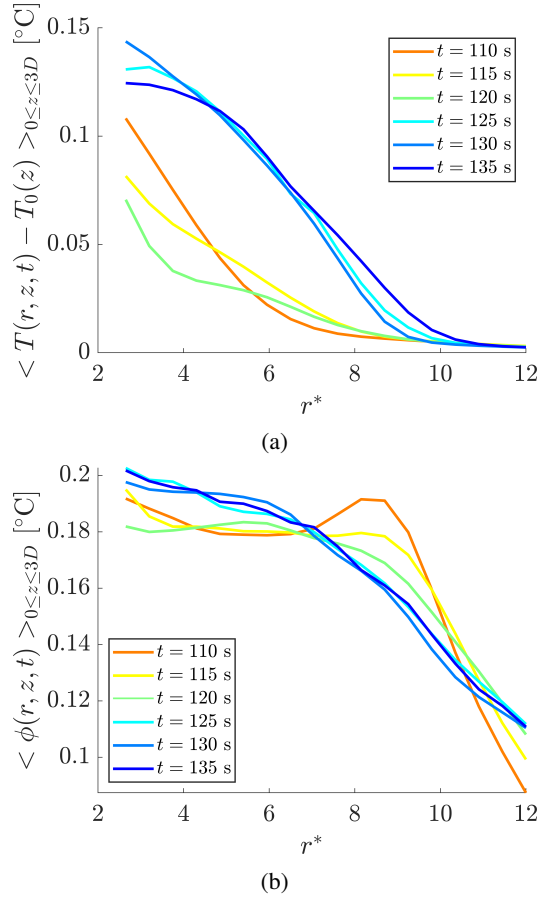 0.15
0.1
0.05
0
2 4 6 8 10 12
< T(r, z, t) − T₀(z) >₀≤z≤3D [°C]
r*
t = 110 s
t = 115 s
t = 120 s
t = 125 s
t = 130 s
t = 135 s
(a)
0.2
0.18
0.16
0.14
0.12
0.1
2 4 6 8 10 12
< ϕ(r, z, t) >₀≤z≤3D [°C]
r*
t = 110 s
t = 115 s
t = 120 s
t = 125 s
t = 130 s
t = 135 s
(b)